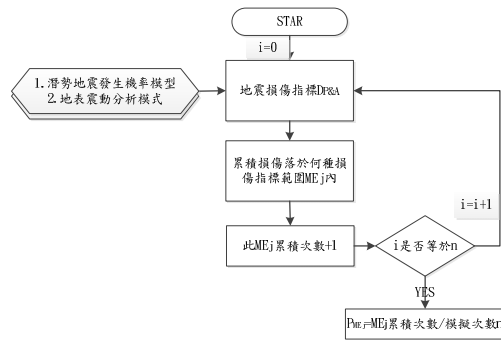 STAR
i=0
1.潛勢地震發生機率模型
2.地表震動分析模式
地震損傷指標DP&A
累積損傷落於何種損
傷指標範圍MEj內
i=i+1
此MEj累積次數+1
i是否等於n
YES
PMEj=MEj累積次數/模擬次數n